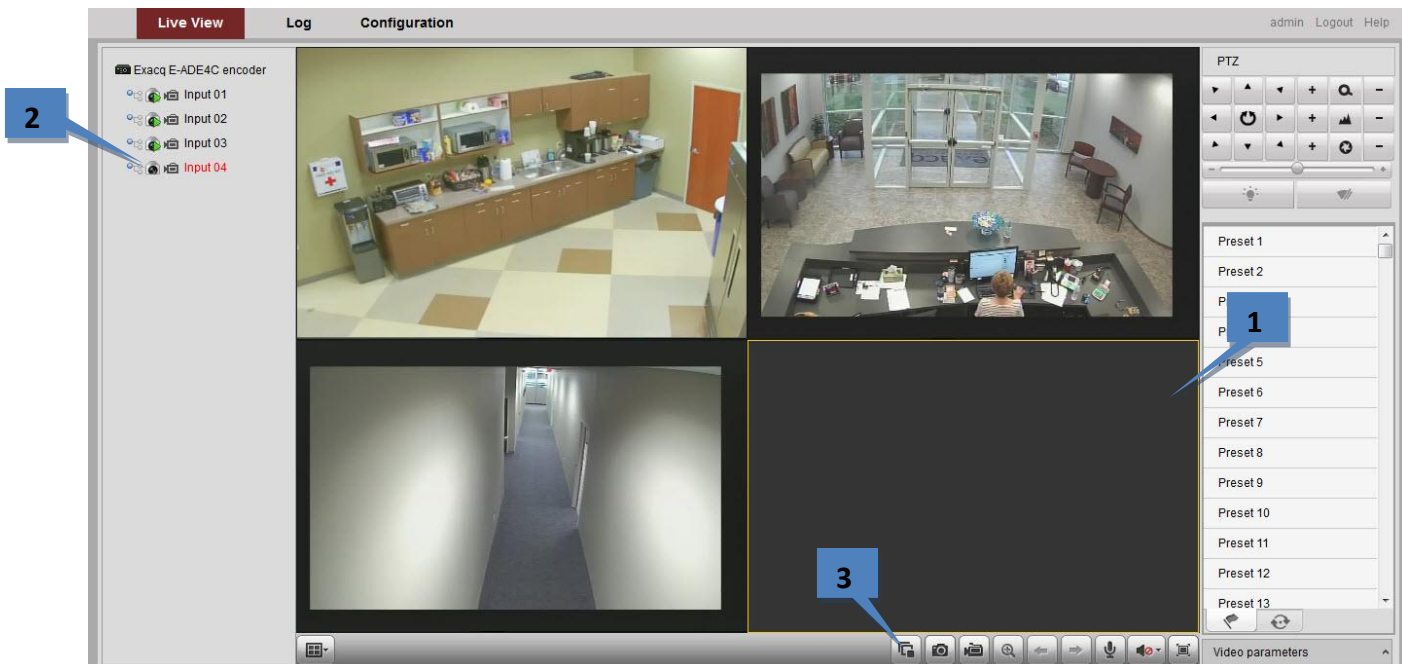 Live View Log Configuration admin Logout Help
Exacq E-ADE4C encoder
Input 01
Input 02
Input 03
Input 04
2
PTZ
Preset 1
Preset 2
P
P
1
Preset 5
Preset 6
Preset 7
Preset 8
Preset 9
Preset 10
Preset 11
Preset 12
Preset 13
3
Video parameters